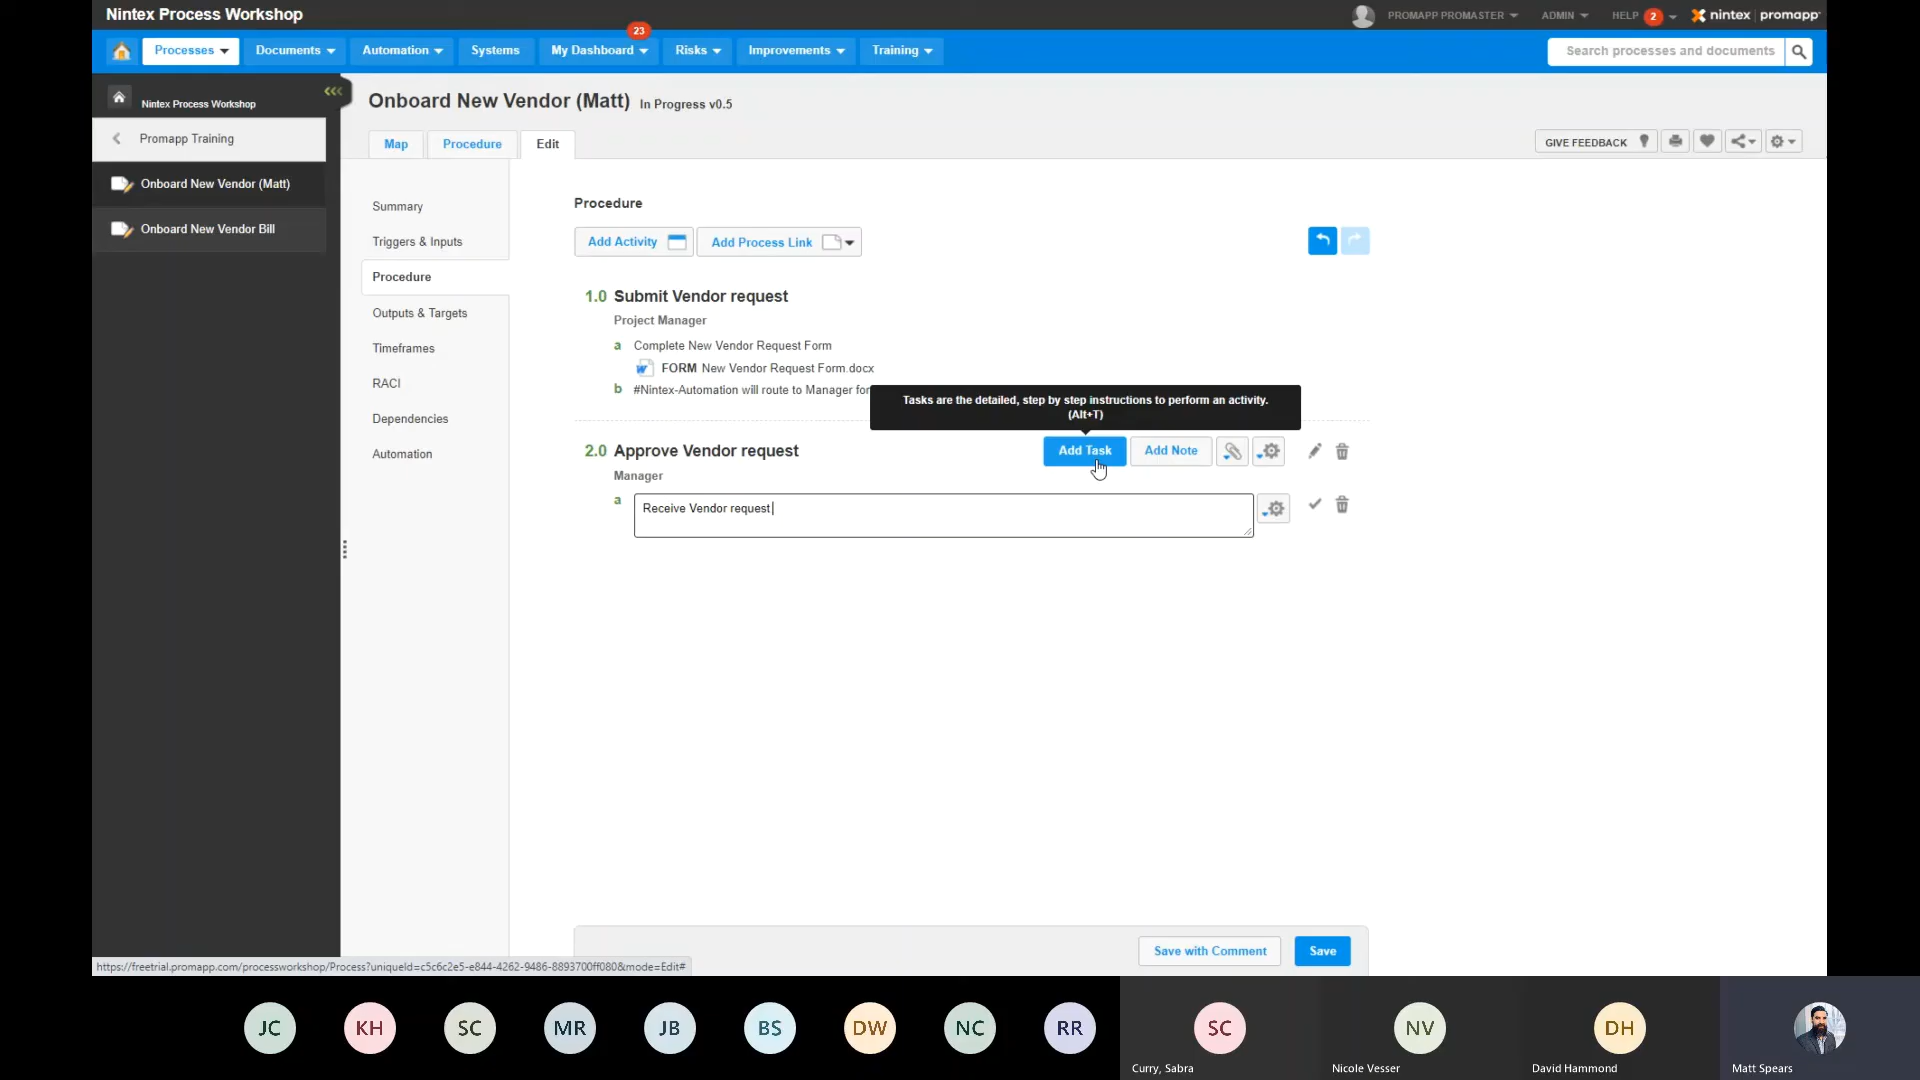 Nintex Process Workshop
PROMAPP PROMASTER
ADMIN
HELP 2
nintex promapp
Processes
Documents
Automation
Systems
My Dashboard
23
Risks
Improvements
Training
Search processes and documents
Nintex Process Workshop
Promapp Training
Onboard New Vendor (Matt)
Onboard New Vendor Bill
Onboard New Vendor (Matt) In Progress v0.5
Map
Procedure
Edit
GIVE FEEDBACK
Summary
Triggers & Inputs
Procedure
Outputs & Targets
Timeframes
RACI
Dependencies
Automation
Procedure
Add Activity
Add Process Link
1.0 Submit Vendor request
Project Manager
a Complete New Vendor Request Form
FORM New Vendor Request Form.docx
b #Nintex-Automation will route to Manager for
Tasks are the detailed, step by step instructions to perform an activity.
(Alt+T)
2.0 Approve Vendor request
Add Task
Add Note
Manager
a Receive Vendor request
Save with Comment
Save
https://freetrial.promapp.com/processworkshop/Process?uniqueId=c5c6c2e5-e844-4262-9486-8893700ff080&mode=Edit#
JC
KH
SC
MR
JB
BS
DW
NC
RR
SC
NV
DH
Curry, Sabra
Nicole Vesser
David Hammond
Matt Spears